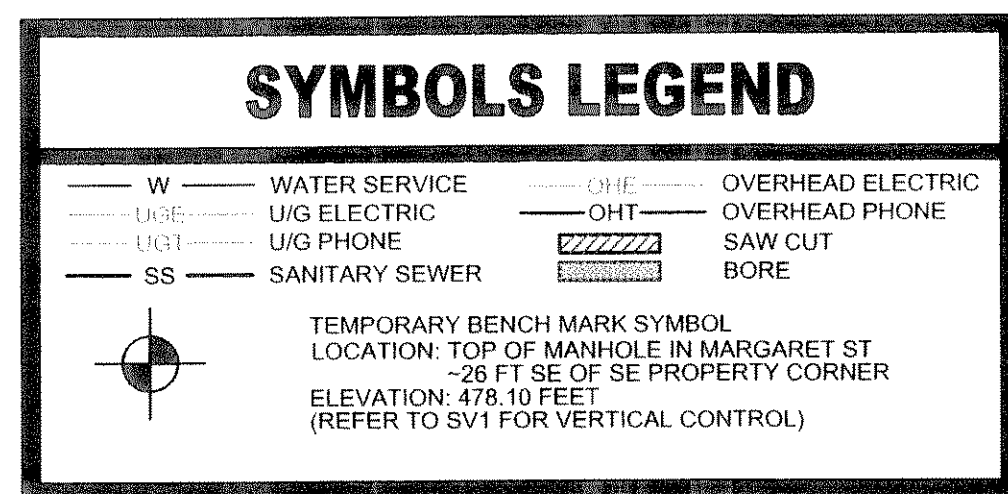 SYMBOLS LEGEND
W WATER SERVICE
UGE U/G ELECTRIC
UGT U/G PHONE
SS SANITARY SEWER
OHE OVERHEAD ELECTRIC
OHT OVERHEAD PHONE
SAW CUT
BORE
TEMPORARY BENCH MARK SYMBOL
LOCATION: TOP OF MANHOLE IN MARGARET ST
~26 FT SE OF SE PROPERTY CORNER
ELEVATION: 478.10 FEET
(REFER TO SV1 FOR VERTICAL CONTROL)